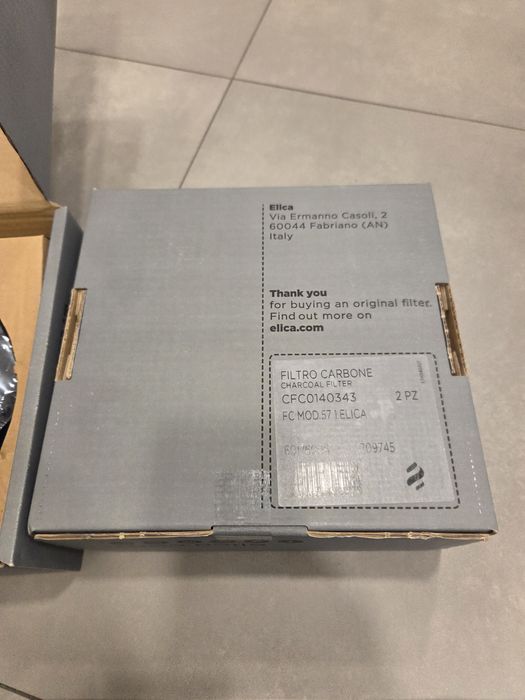 Elica
Via Ermanno Casoli, 2
60044 Fabriano (AN)
Italy
Thank you
for buying an original filter.
Find out more on
elica.com
FILTRO CARBONE
CHARCOAL FILTER
CFC0140343 2 PZ
FC MOD.57 1 ELICA
709745